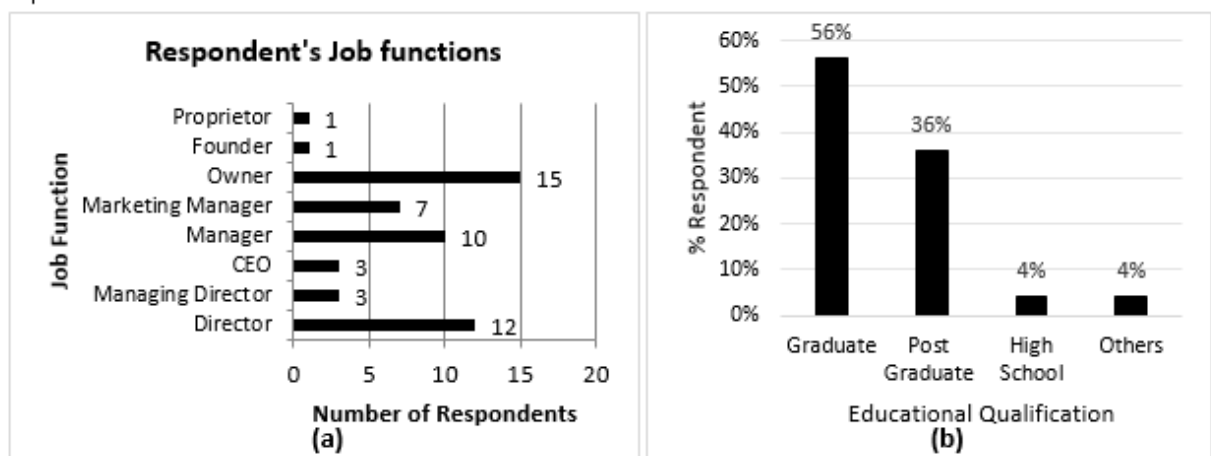 Respondent's Job functions
Job Function
Proprietor 1
Founder 1
Owner 15
Marketing Manager 7
Manager 10
CEO 3
Managing Director 3
Director 12
0 5 10 15 20
Number of Respondents
(a)
% Respondent
60%
50%
40%
30%
20%
10%
0%
56%
36%
4%
4%
Graduate
Post Graduate
High School
Others
Educational Qualification
(b)